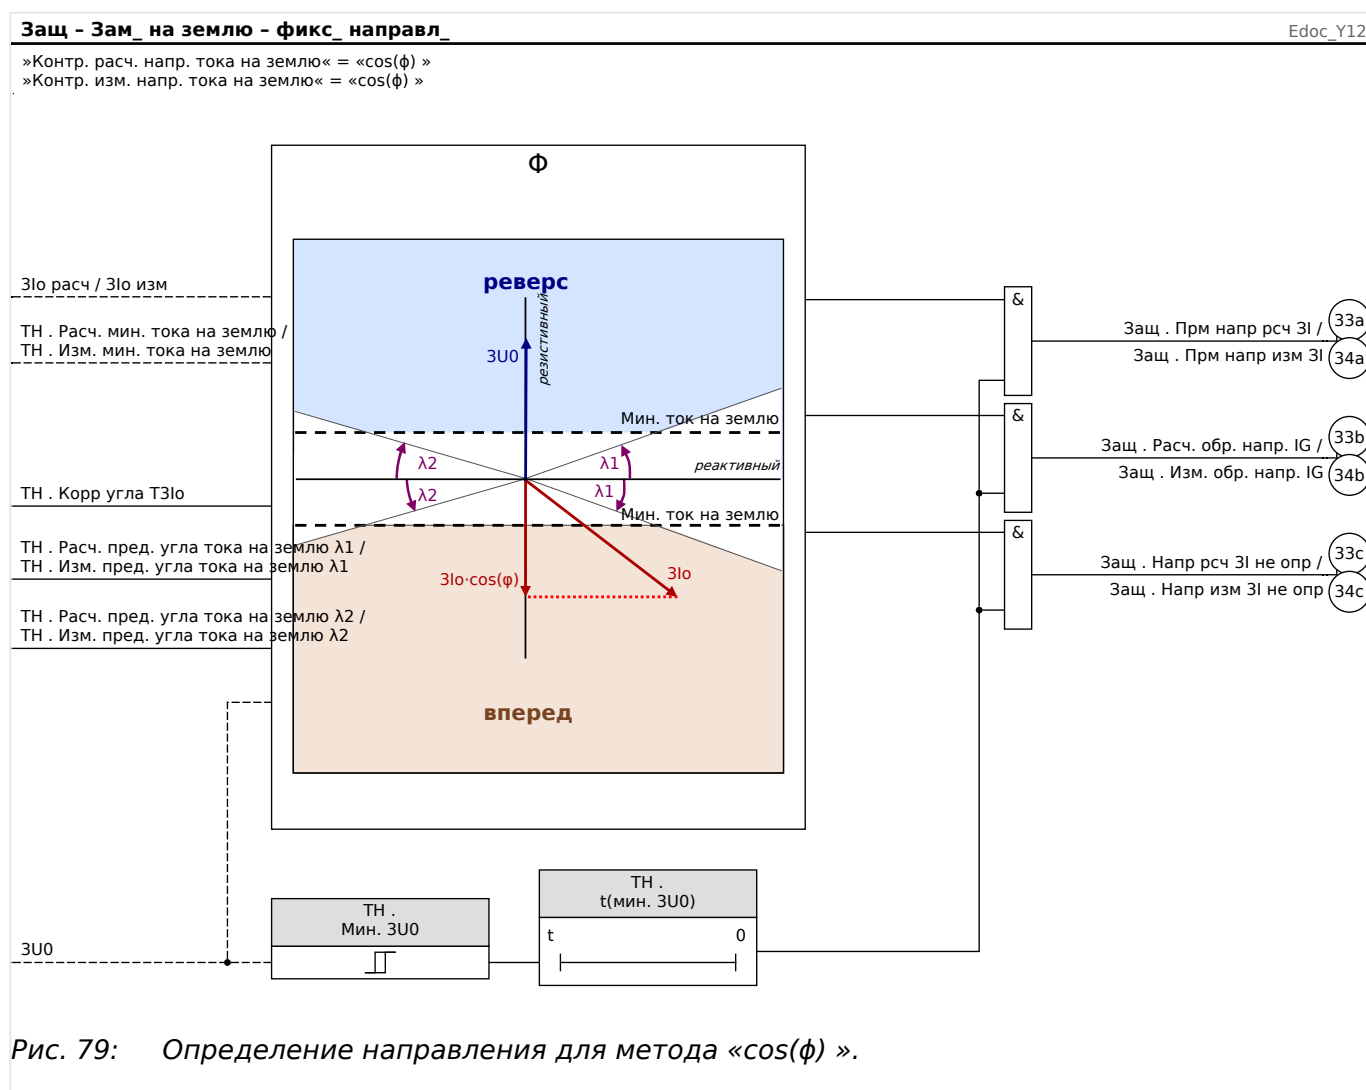 Защ – Зам_ на землю – фикс_ направл_
Edoc_Y12
»Контр. расч. напр. тока на землю« = «cos(ϕ) »
»Контр. изм. напр. тока на землю« = «cos(ϕ) »
Φ
реверс
резистивный
3U0
3Io расч / 3Io изм
ТН . Расч. мин. тока на землю /
ТН . Изм. мин. тока на землю
&
Защ . Прм напр рсч 3I /
33a
Защ . Прм напр изм 3I
34a
Мин. ток на землю
&
λ2
λ1
реактивный
Защ . Расч. обр. напр. IG /
33b
Защ . Изм. обр. напр. IG
34b
ТН . Корр угла T3Io
λ2
λ1
Мин. ток на землю
&
ТН . Расч. пред. угла тока на землю λ1 /
ТН . Изм. пред. угла тока на землю λ1
3Io·cos(φ)
3Io
Защ . Напр рсч 3I не опр /
33c
Защ . Напр изм 3I не опр
34c
ТН . Расч. пред. угла тока на землю λ2 /
ТН . Изм. пред. угла тока на землю λ2
вперед
ТН .
t(мин. 3U0)
ТН .
Мин. 3U0
t
0
3U0
Рис. 79: Определение направления для метода «cos(ϕ) ».